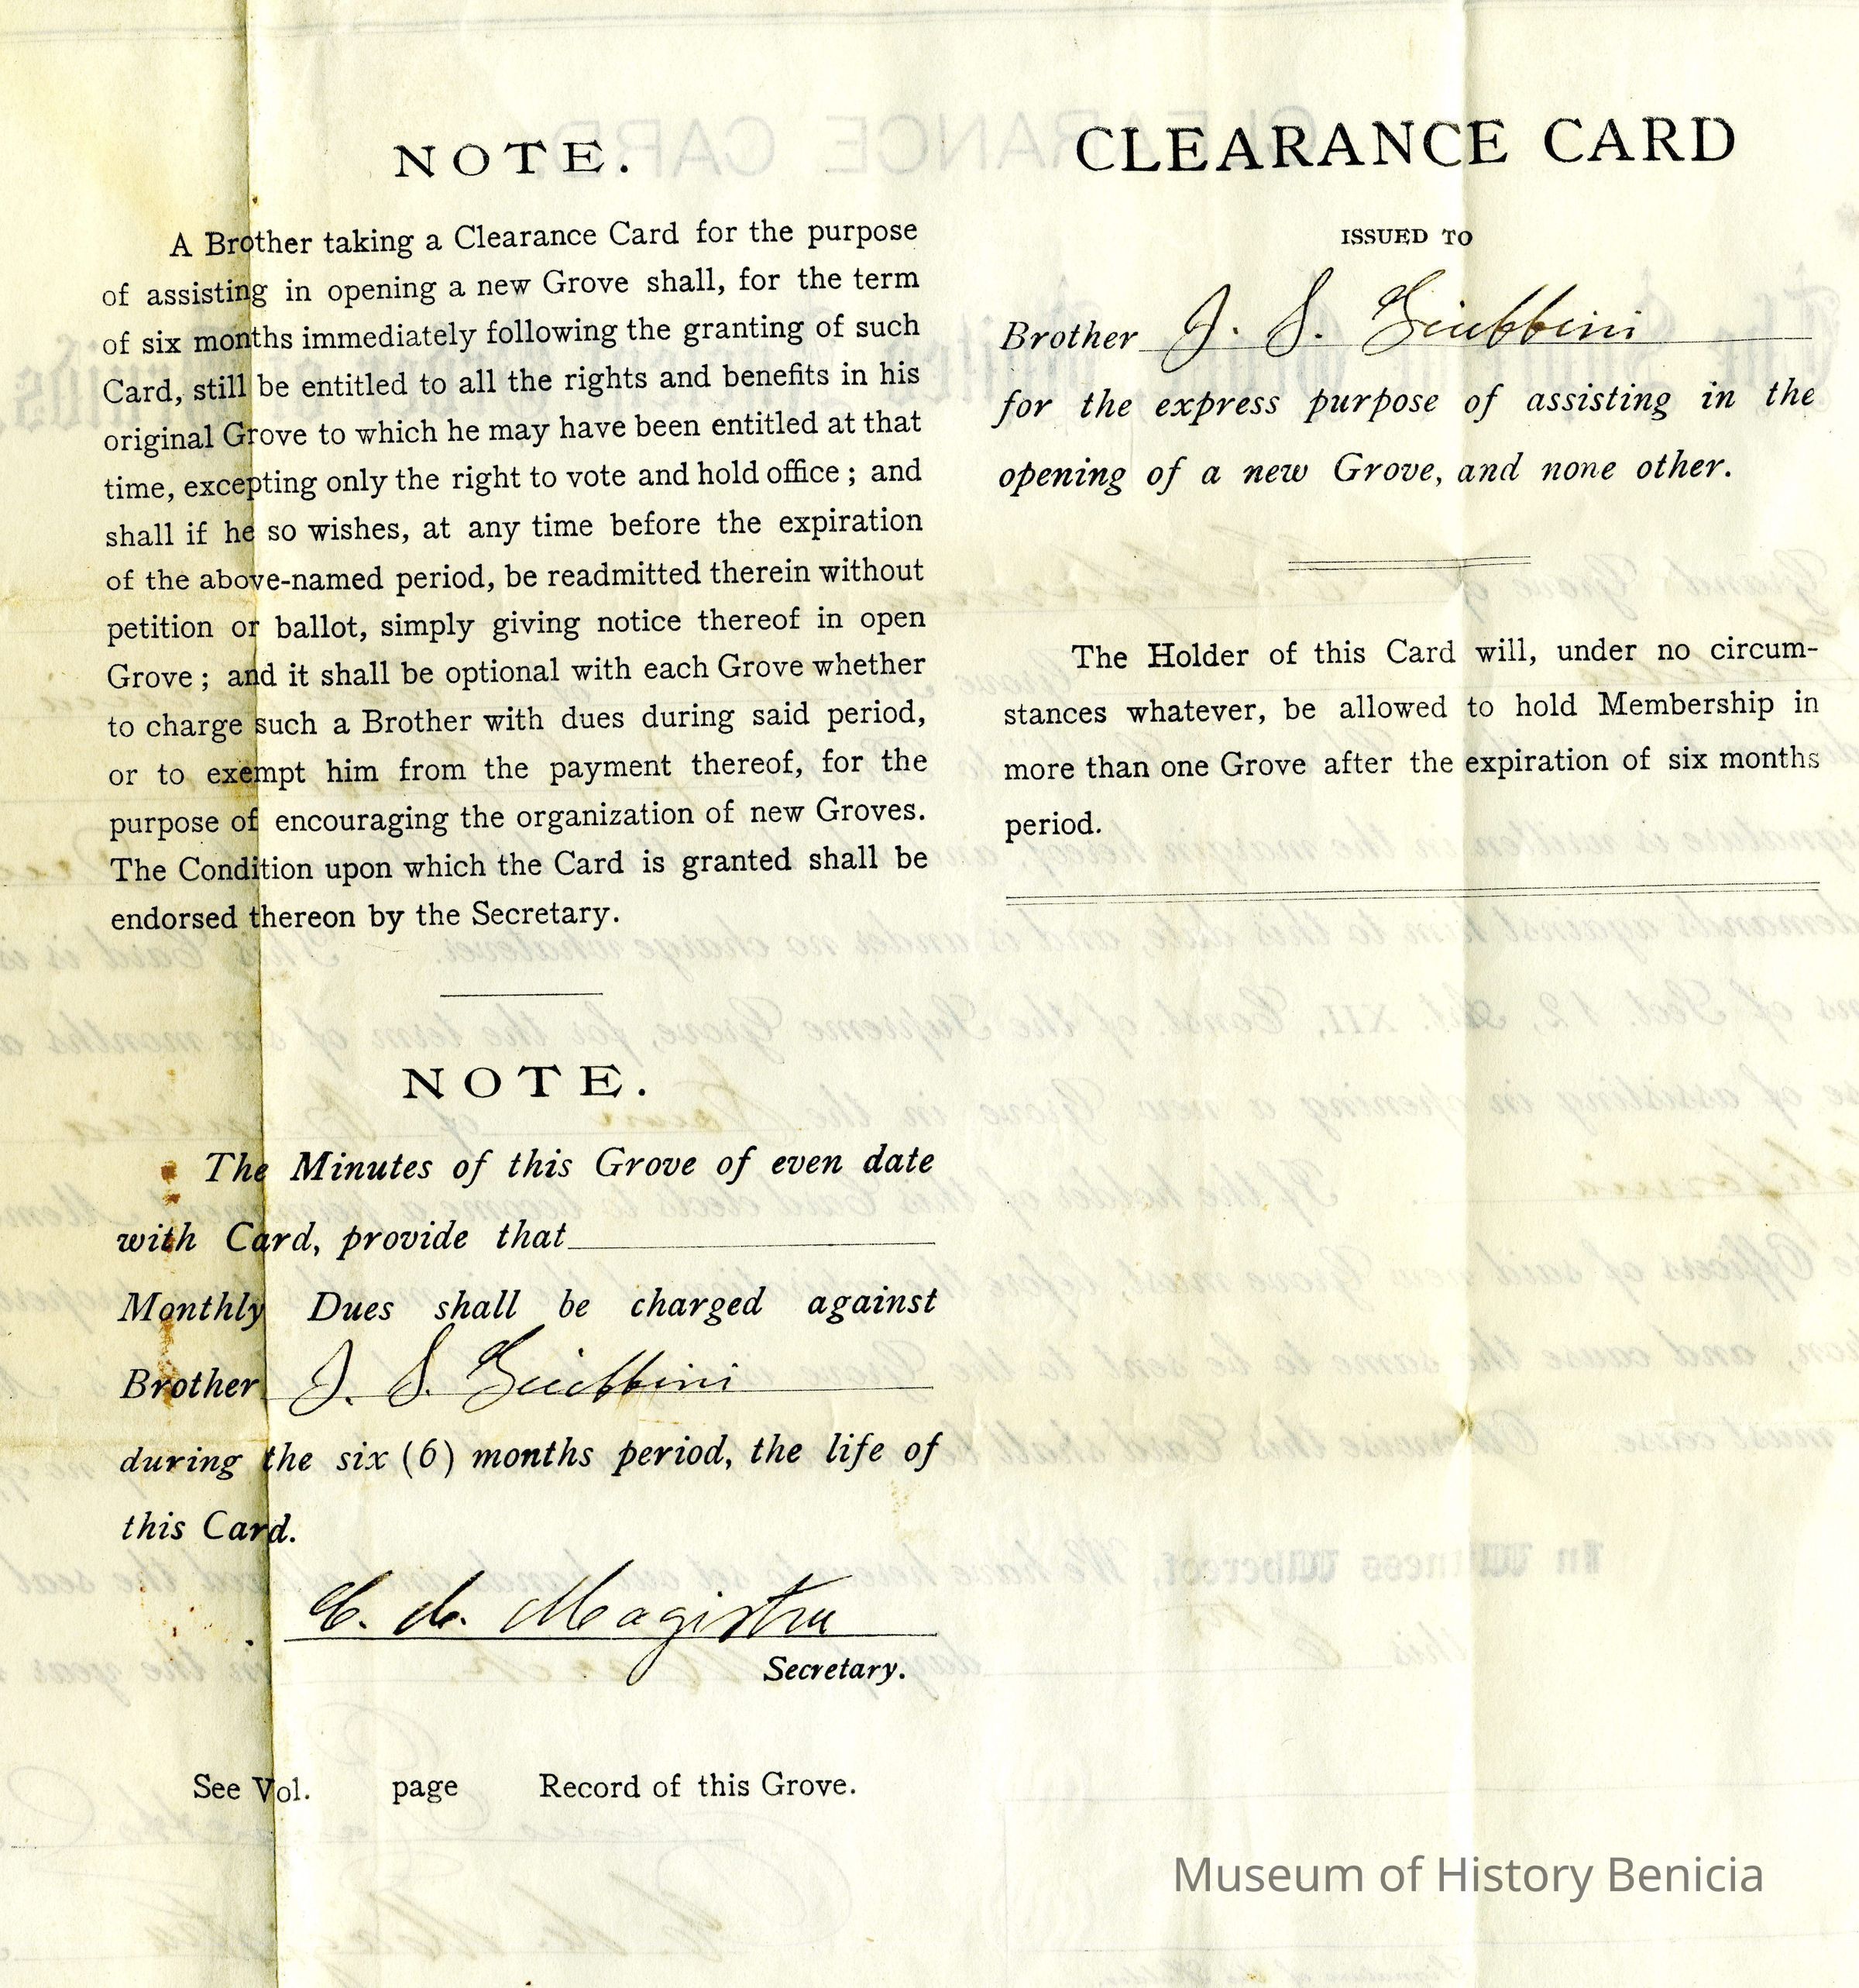 NOTE.
A Brother taking a Clearance Card for the purpose
of assisting in opening a new Grove shall, for the term
of six months immediately following the granting of such
Card, still be entitled to all the rights and benefits in his
original Grove to which he may have been entitled at that
time, excepting only the right to vote and hold office; and
shall if he so wishes, at any time before the expiration
of the above-named period, be readmitted therein without
petition or ballot, simply giving notice thereof in open
Grove; and it shall be optional with each Grove whether
to charge such a Brother with dues during said period,
or to exempt him from the payment thereof, for the
purpose of encouraging the organization of new Groves.
The Condition upon which the Card is granted shall be
endorsed thereon by the Secretary.
NOTE.
The Minutes of this Grove of even date
with Card, provide that
Monthly Dues shall be charged against
Brother J. S. Giubbini
during the six (6) months period, the life of
this Card.
Secretary.
See Vol. page Record of this Grove.
CLEARANCE CARD
ISSUED TO
Brother J. S. Giubbini
for the express purpose of assisting in the
opening of a new Grove, and none other.
The Holder of this Card will, under no circum-
stances whatever, be allowed to hold Membership in
more than one Grove after the expiration of six months
period.
Museum of History Benicia